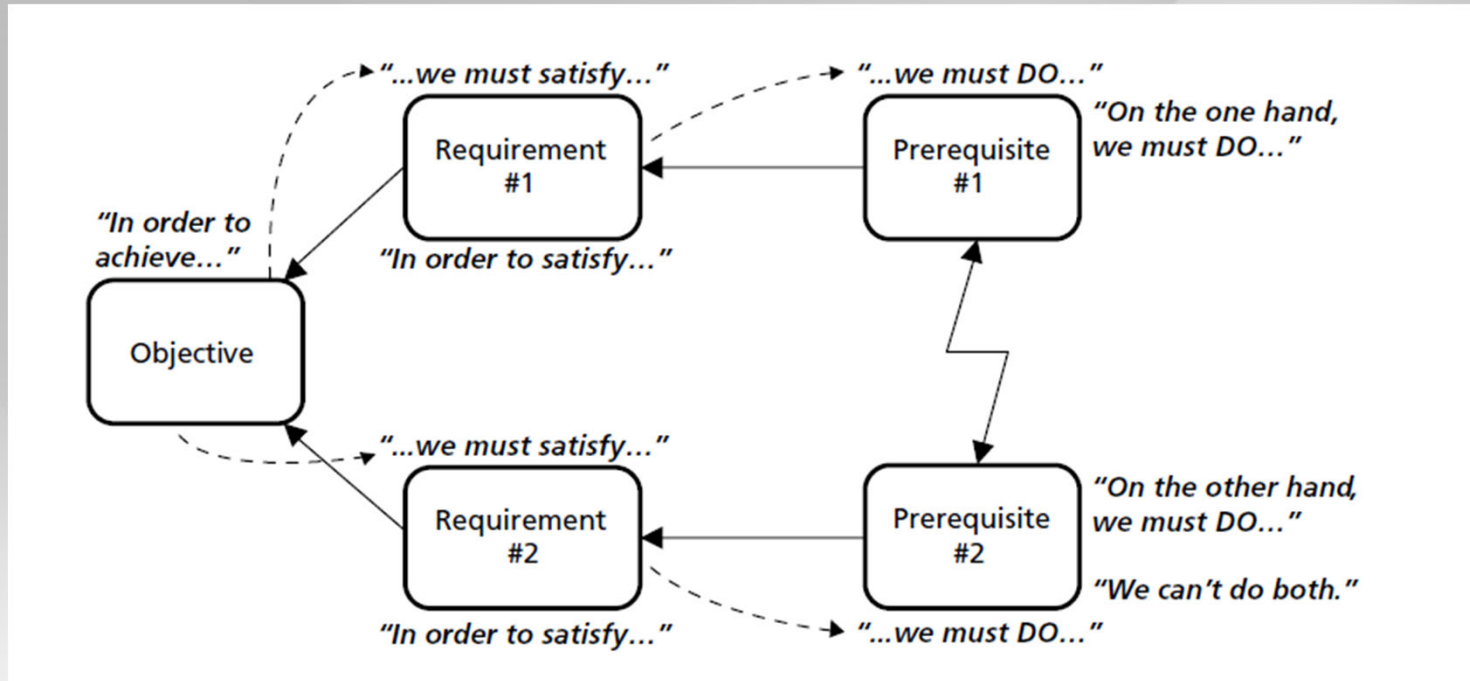 “...we must satisfy...”
“...we must DO...”
Requirement
#1
Prerequisite
#1
“On the one hand,
we must DO...”
“In order to
achieve...”
“In order to satisfy...”
Objective
“...we must satisfy...”
Requirement
#2
Prerequisite
#2
“On the other hand,
we must DO...”
“We can’t do both.”
“In order to satisfy...”
“...we must DO...”